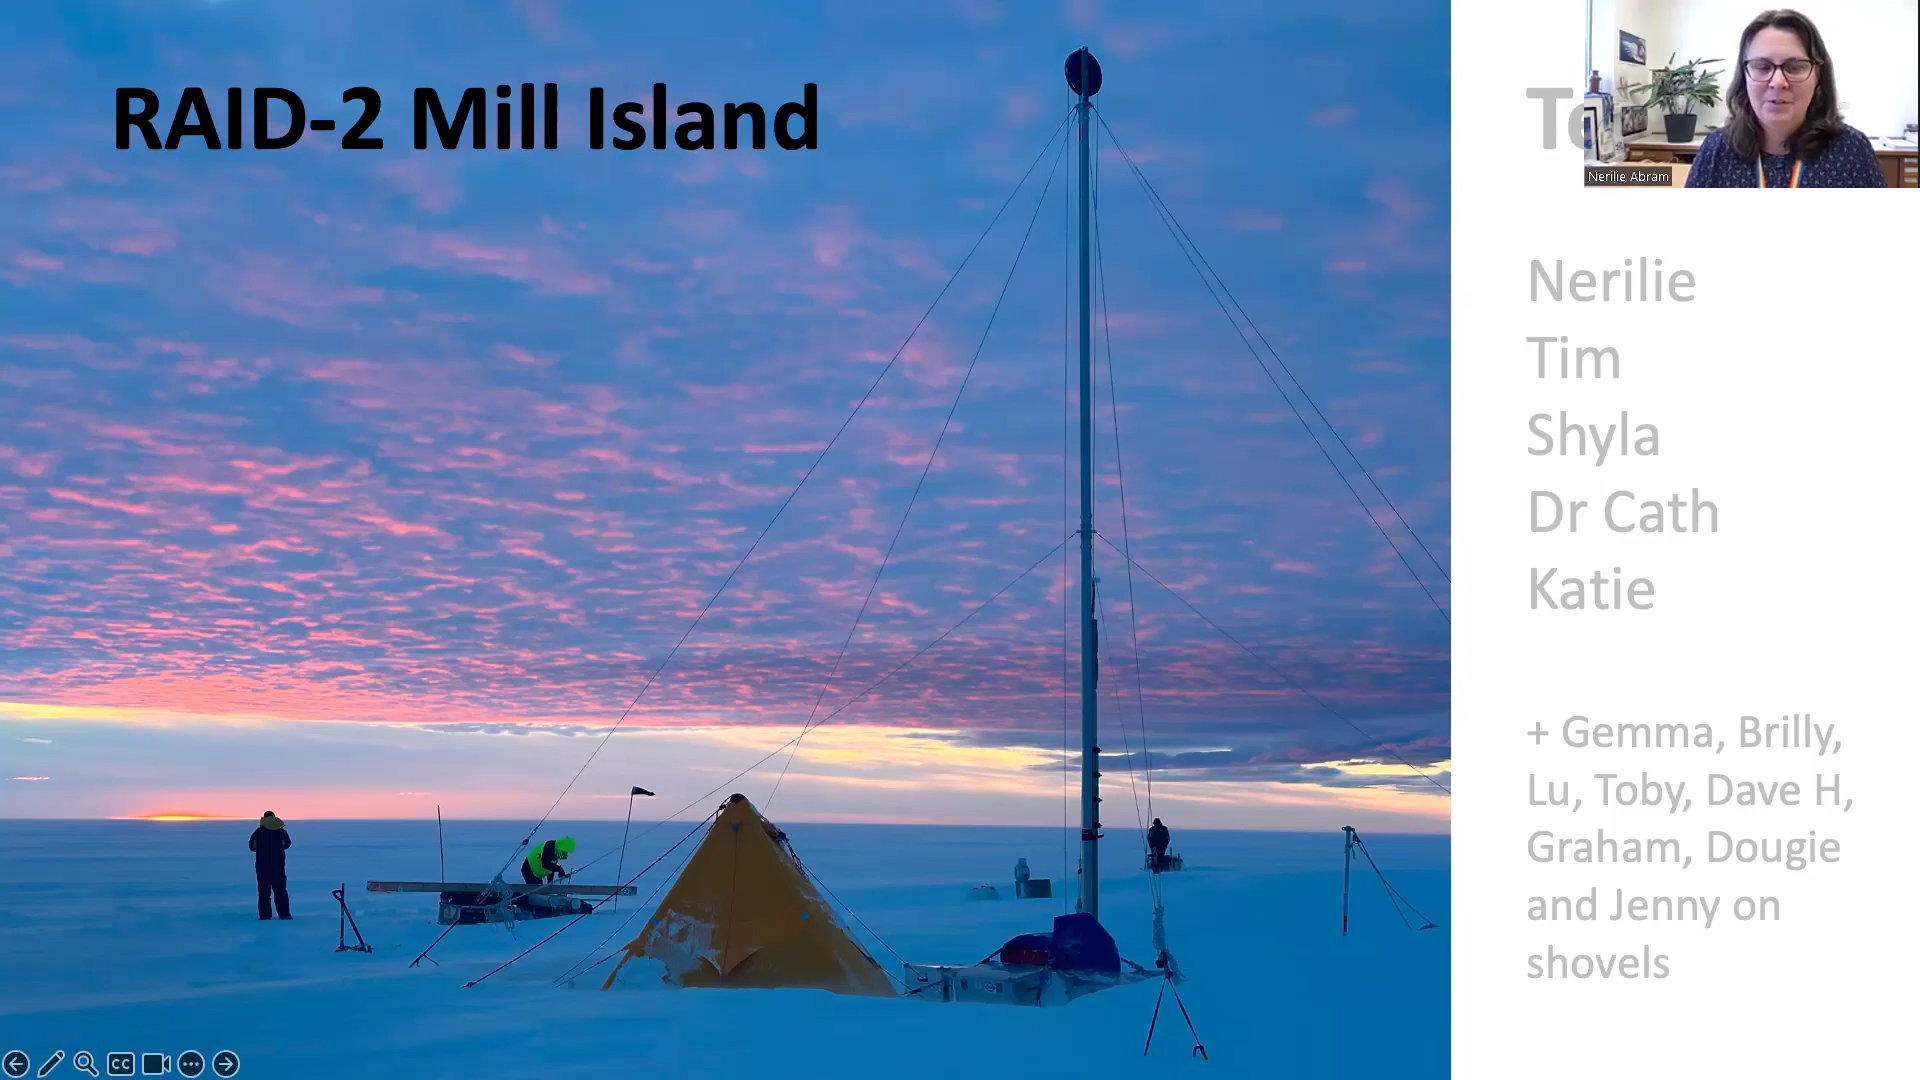 RAID-2 Mill Island
Nerilie Abram
Nerilie
Tim
Shyla
Dr Cath
Katie
+ Gemma, Brilly,
Lu, Toby, Dave H,
Graham, Dougie
and Jenny on
shovels
CC